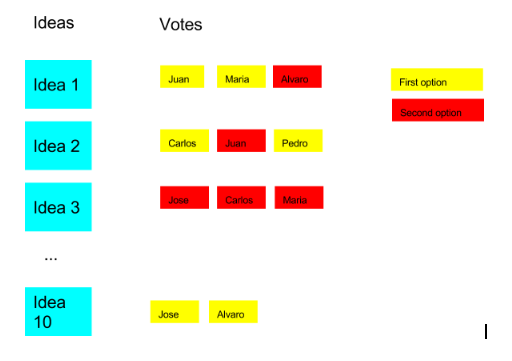 Ideas
Votes
Idea 1
Juan
Maria
Alvaro
First option
Second option
Idea 2
Carlos
Juan
Pedro
Idea 3
Jose
Carlos
Maria
...
Idea
10
Jose
Alvaro